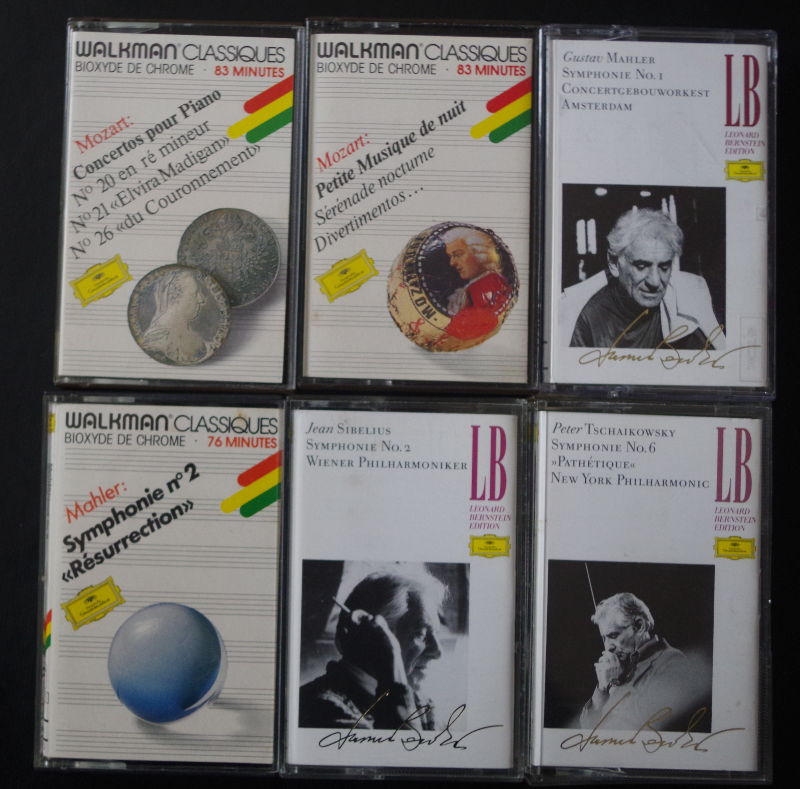 WALKMAN® CLASSIQUES
BIOXYDE DE CHROME · 83 MINUTES
Mozart:
Concertos pour Piano
N° 20 en ré mineur
N° 21 «Elvira Madigan»
N° 26 «du Couronnement»
WALKMAN® CLASSIQUES
BIOXYDE DE CHROME · 83 MINUTES
Mozart:
Petite Musique de nuit
Sérénade nocturne
Divertimentos...
MOZART
Gustav Mahler
Symphonie No. 1
Concertgebouworkest
Amsterdam
LB
LEONARD
BERNSTEIN
EDITION
WALKMAN® CLASSIQUES
BIOXYDE DE CHROME · 76 MINUTES
Mahler:
Symphonie n° 2
«Résurrection»
Jean Sibelius
Symphonie No. 2
Wiener Philharmoniker
LB
LEONARD
BERNSTEIN
EDITION
Peter Tschaikowsky
Symphonie No. 6
»Pathétique«
New York Philharmonic
LB
LEONARD
BERNSTEIN
EDITION